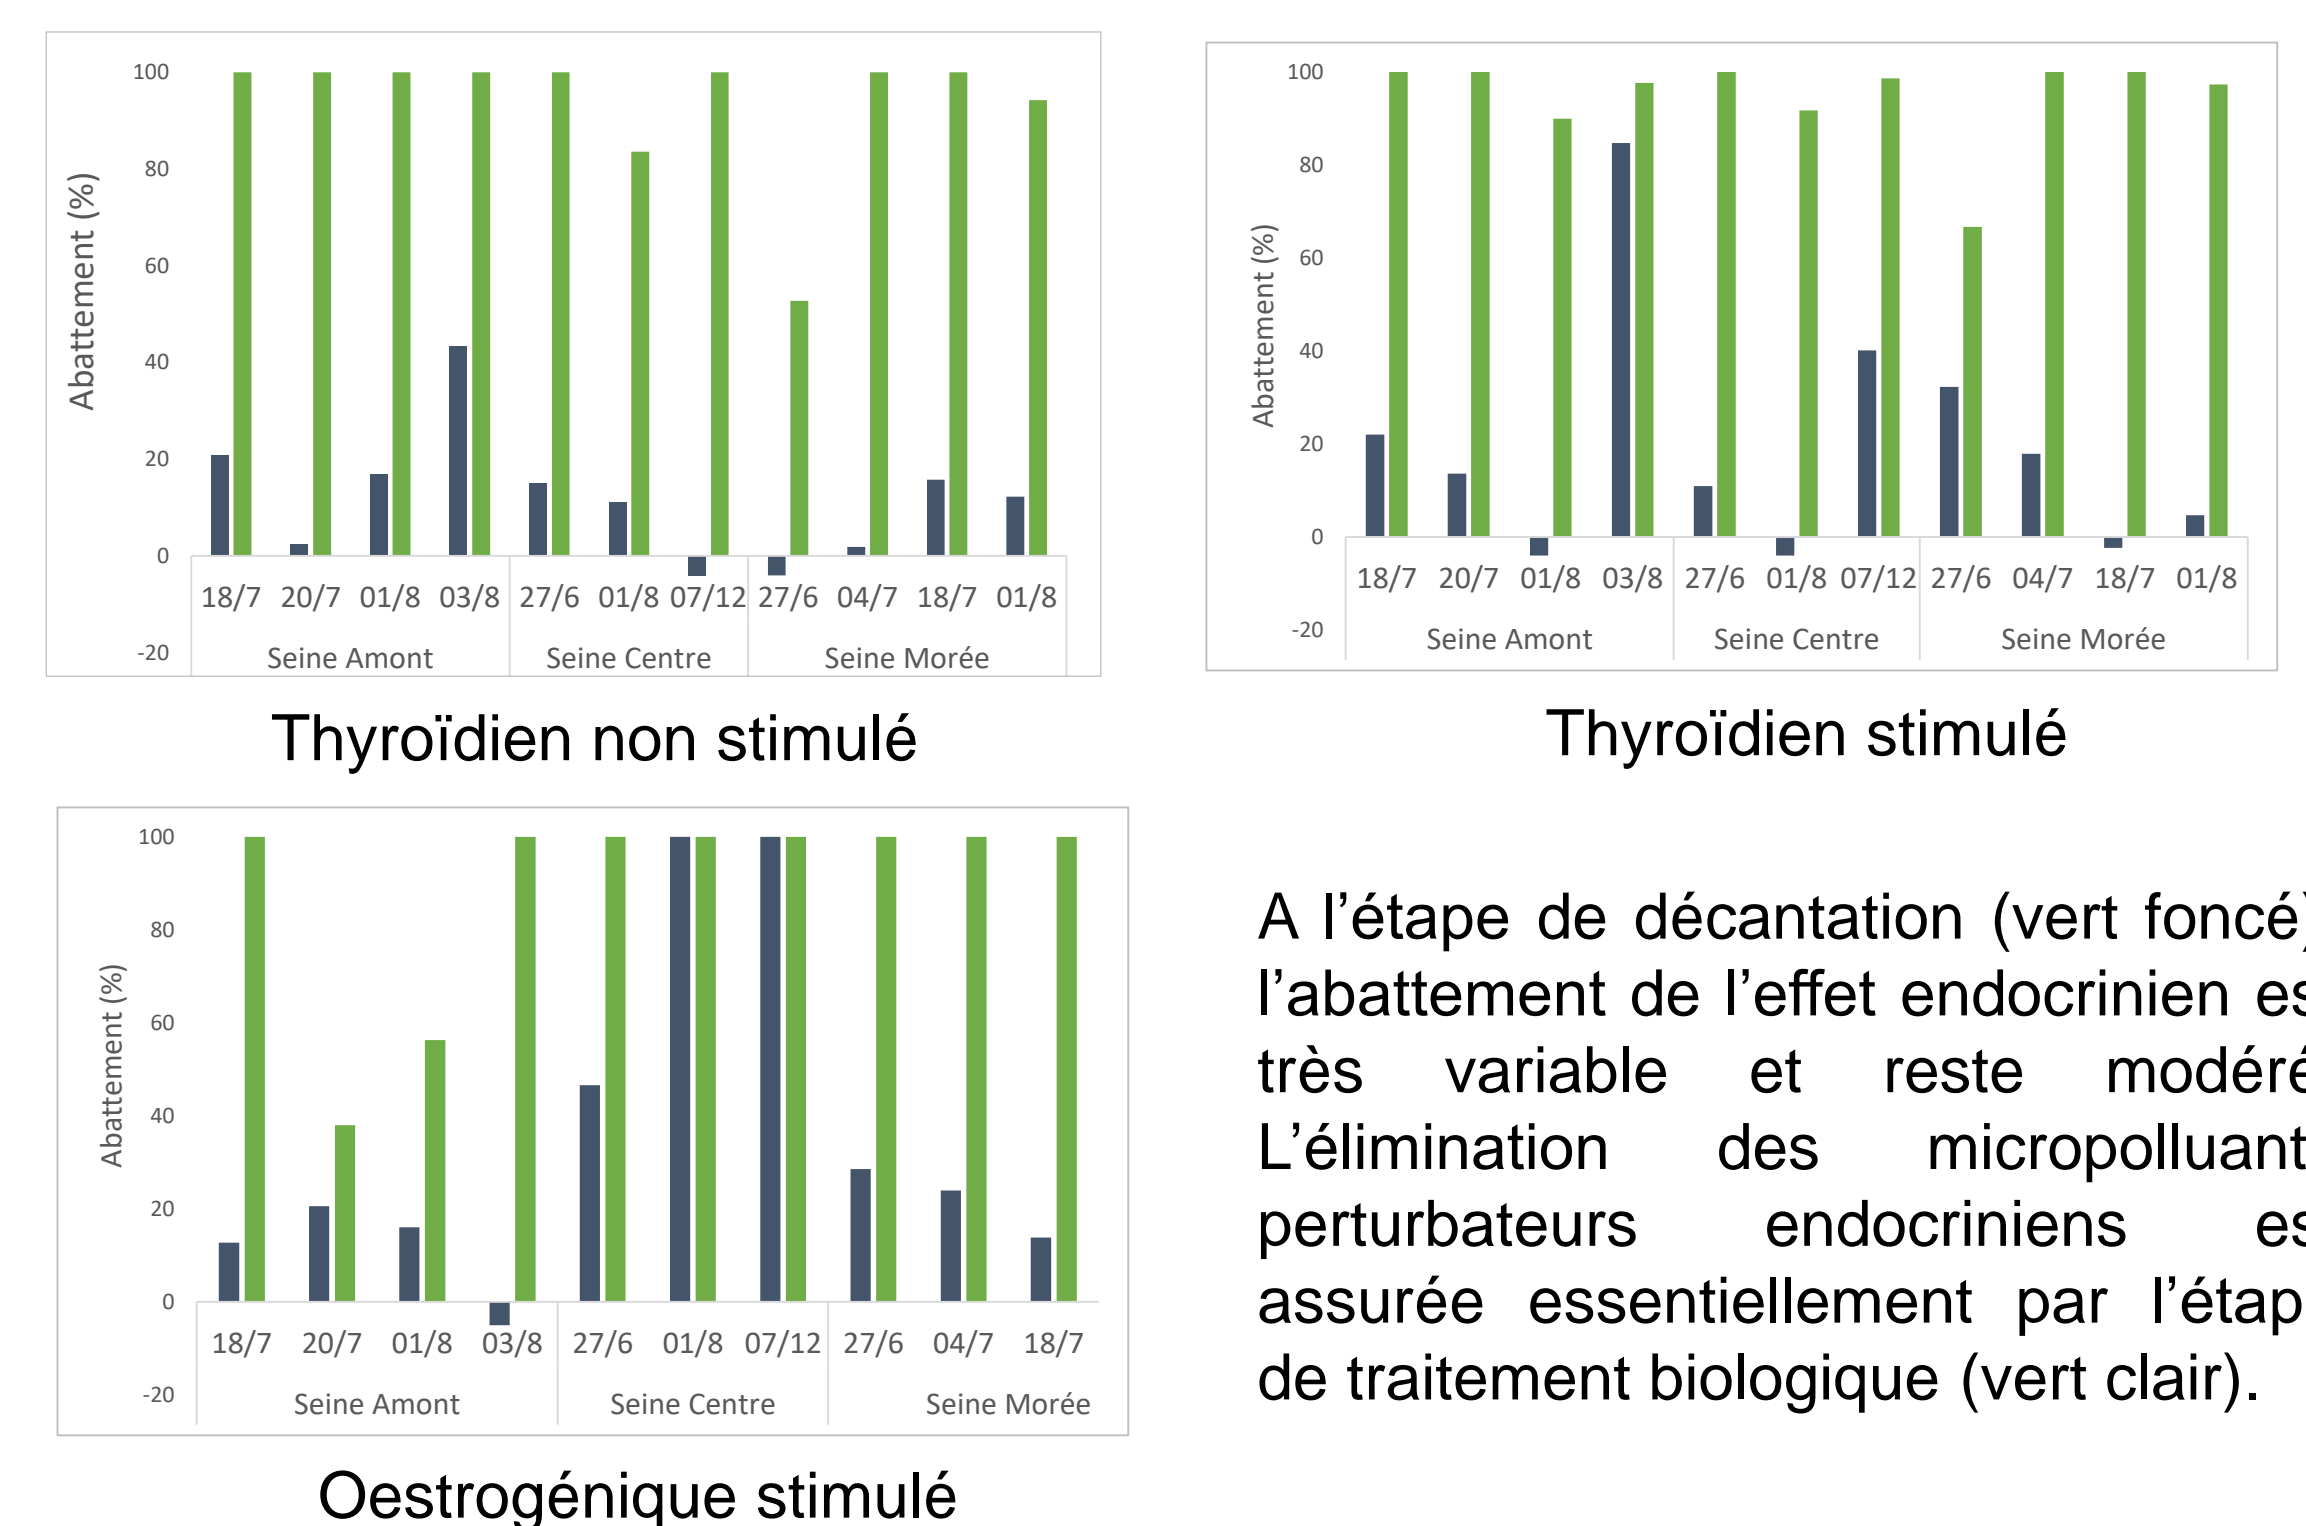 100
80
60
40
20
0
-20
Abattement (%)
18/7 20/7 01/8 03/8 27/6 01/8 07/12 27/6 04/7 18/7 01/8
Seine Amont Seine Centre Seine Morée
Thyroïdien non stimulé
100
80
60
40
20
0
-20
Abattement (%)
18/7 20/7 01/8 03/8 27/6 01/8 07/12 27/6 04/7 18/7 01/8
Seine Amont Seine Centre Seine Morée
Thyroïdien stimulé
100
80
60
40
20
0
-20
Abattement (%)
18/7 20/7 01/8 03/8 27/6 01/8 07/12 27/6 04/7 18/7
Seine Amont Seine Centre Seine Morée
Oestrogénique stimulé
A l’étape de décantation (vert foncé)
l’abattement de l’effet endocrinien es
très variable et reste modéré
L’élimination des micropolluant
perturbateurs endocriniens es
assurée essentiellement par l’étap
de traitement biologique (vert clair).